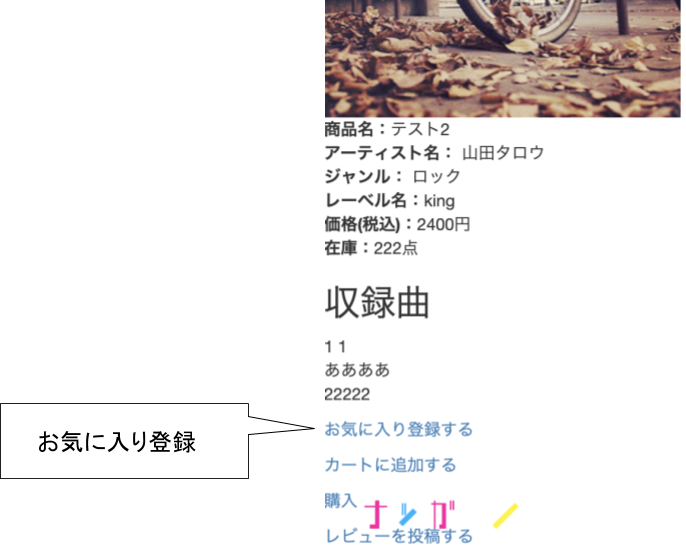 商品名：テスト2
アーティスト名： 山田タロウ
ジャンル： ロック
レーベル名：king
価格(税込)：2400円
在庫：222点
収録曲
1 1
ああああ
22222
お気に入り登録
お気に入り登録する
カートに追加する
購入
レビューを投稿する